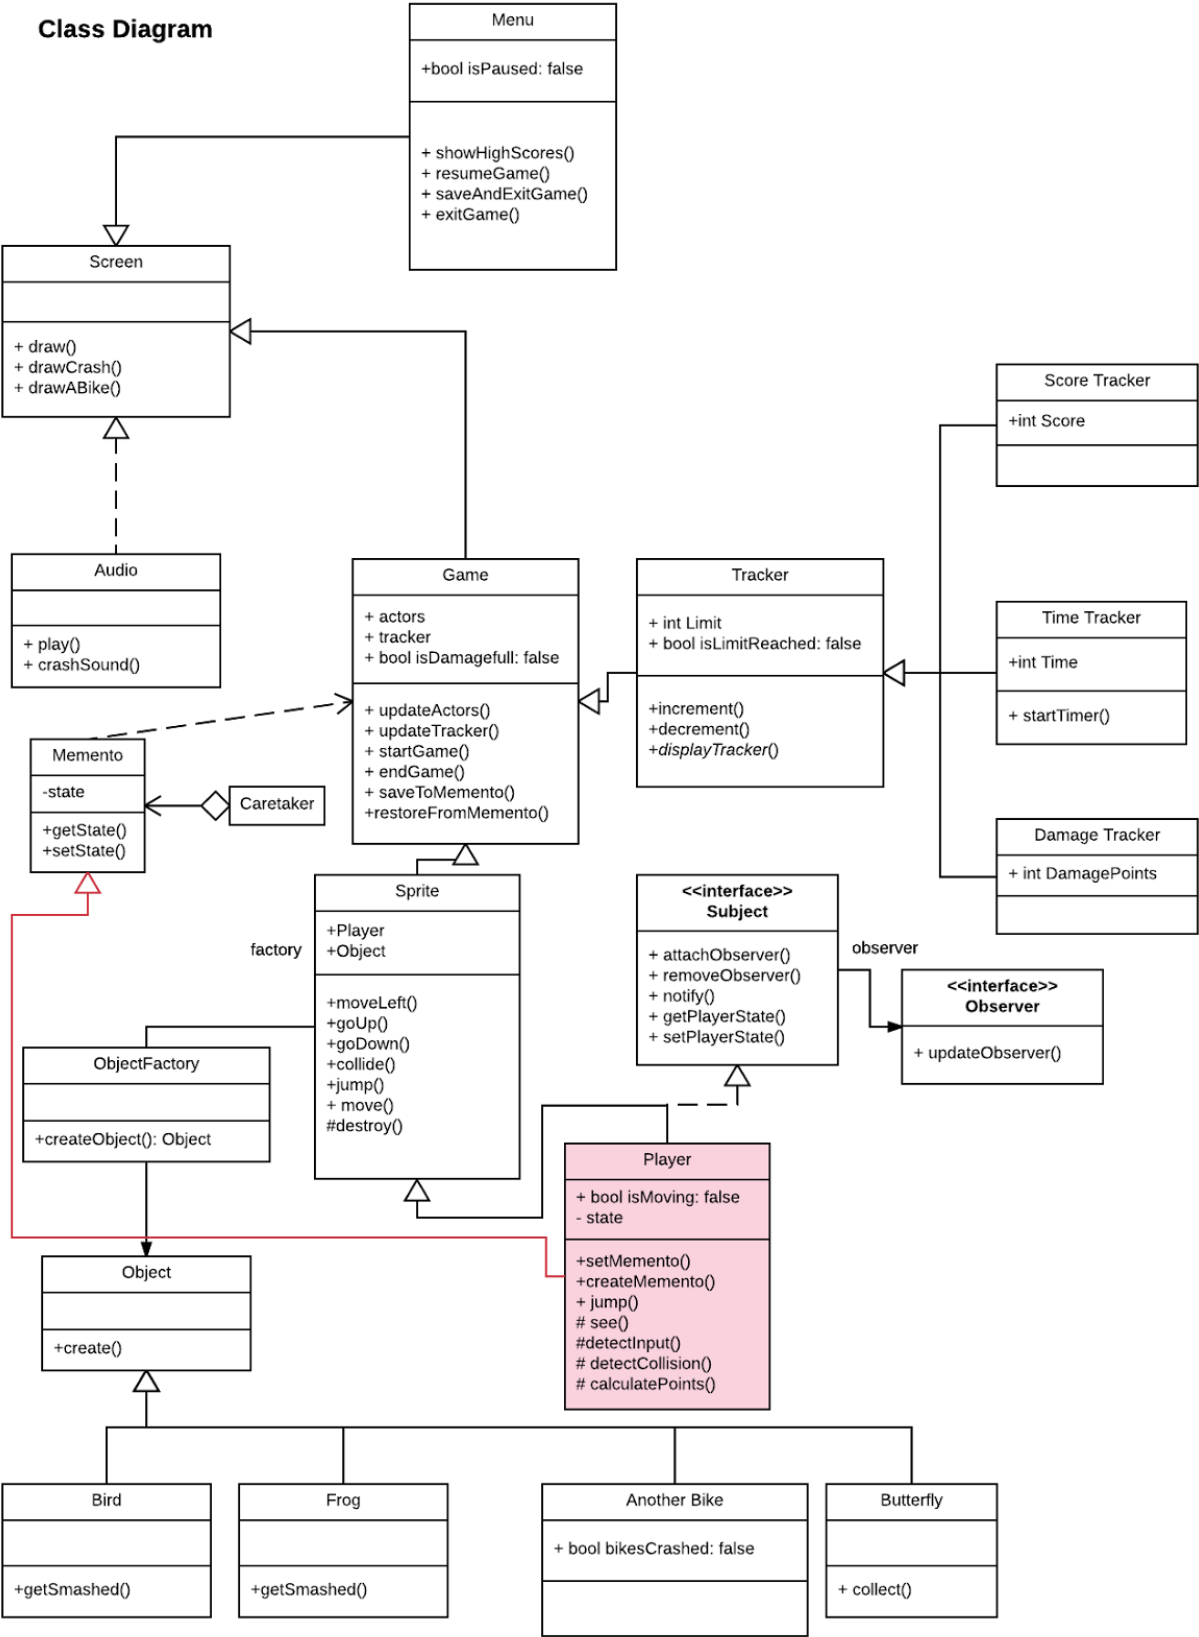 Class Diagram
Menu
+bool isPaused: false
+ showHighScores()
+ resumeGame()
+ saveAndExitGame()
+ exitGame()
Screen
+ draw()
+ drawCrash()
+ drawABike()
Score Tracker
+int Score
Audio
+ play()
+ crashSound()
Game
+ actors
+ tracker
+ bool isDamagefull: false
+ updateActors()
+ updateTracker()
+ startGame()
+ endGame()
+ saveToMemento()
+restoreFromMemento()
Tracker
+ int Limit
+ bool isLimitReached: false
+increment()
+decrement()
+displayTracker()
Time Tracker
+int Time
+ startTimer()
Memento
-state
+getState()
+setState()
Caretaker
Damage Tracker
+ int DamagePoints
factory
Sprite
+Player
+Object
+moveLeft()
+goUp()
+goDown()
+collide()
+jump()
+ move()
#destroy()
<<interface>>
Subject
+ attachObserver()
+ removeObserver()
+ notify()
+ getPlayerState()
+ setPlayerState()
observer
<<interface>>
Observer
+ updateObserver()
ObjectFactory
+createObject(): Object
Player
+ bool isMoving: false
- state
+setMemento()
+createMemento()
+ jump()
# see()
#detectInput()
# detectCollision()
# calculatePoints()
Object
+create()
Bird
+getSmashed()
Frog
+getSmashed()
Another Bike
+ bool bikesCrashed: false
Butterfly
+ collect()